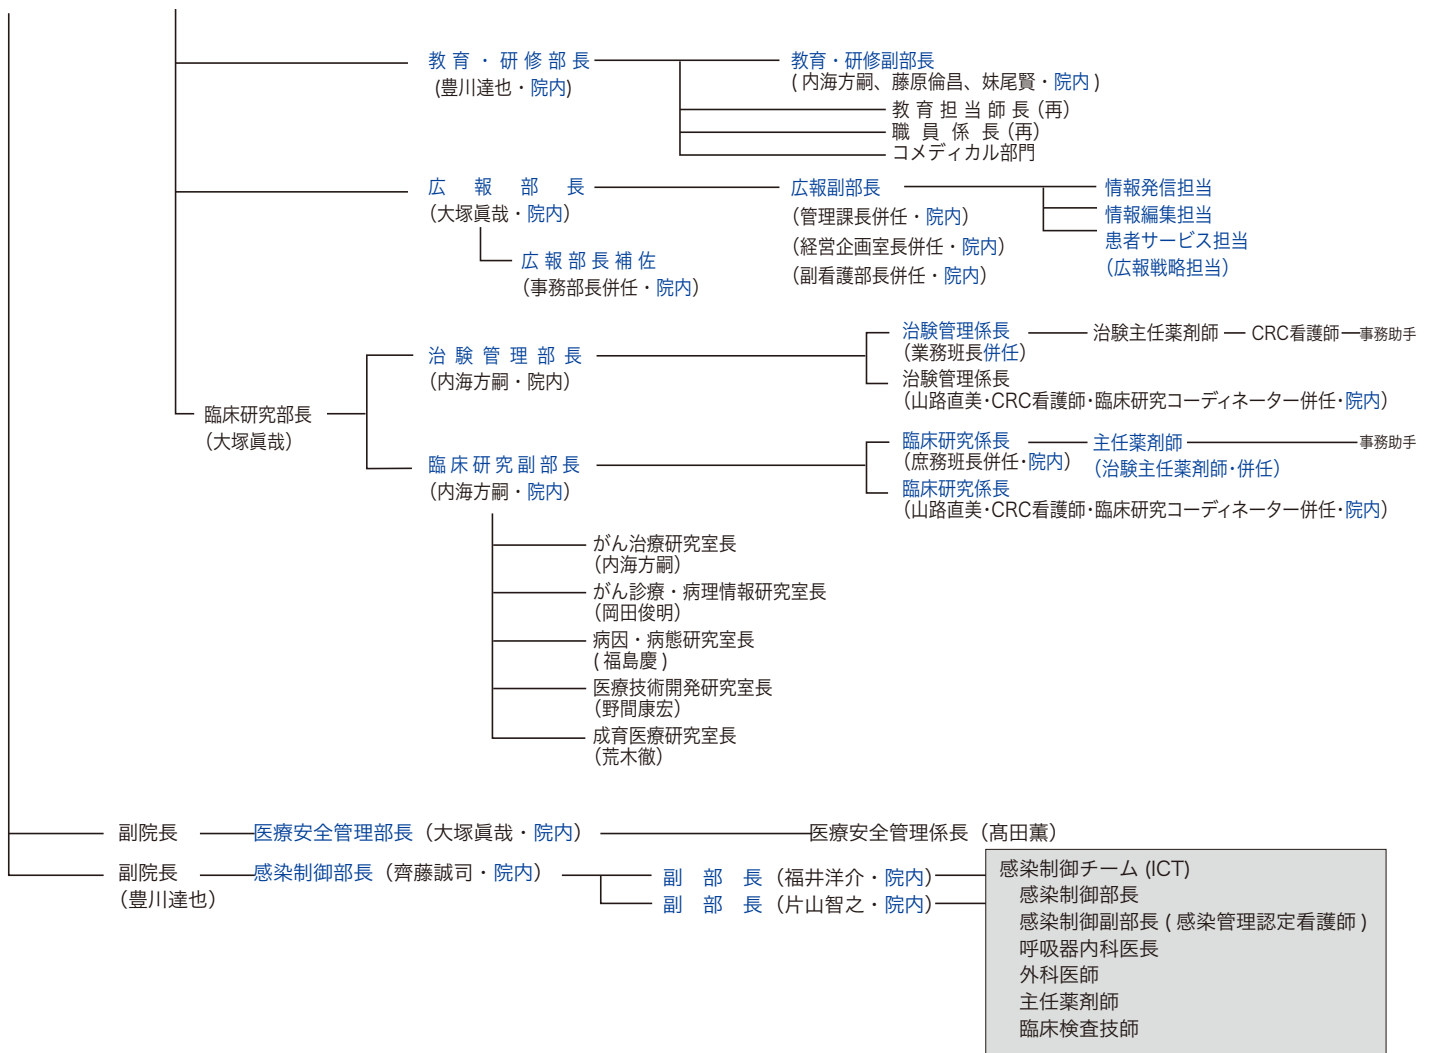 教育・研修部長
(豊川達也・院内)
教育・研修副部長
(内海方嗣、藤原倫昌、妹尾賢・院内)
教育担当師長（再）
職員係長（再）
コメディカル部門
広報部長
（大塚眞哉・院内）
広報部長補佐
（事務部長併任・院内）
広報副部長
（管理課長併任・院内）
（経営企画室長併任・院内）
（副看護部長併任・院内）
情報発信担当
情報編集担当
患者サービス担当
（広報戦略担当）
臨床研究部長
（大塚眞哉）
治験管理部長
（内海方嗣・院内）
治験管理係長
（業務班長併任）
治験主任薬剤師
CRC看護師
事務助手
治験管理係長
（山路直美・CRC看護師・臨床研究コーディネーター併任・院内）
臨床研究副部長
（内海方嗣・院内）
臨床研究係長
（庶務班長併任・院内）
主任薬剤師
（治験主任薬剤師・併任）
事務助手
臨床研究係長
（山路直美・CRC看護師・臨床研究コーディネーター併任・院内）
がん治療研究室長
（内海方嗣）
がん診療・病理情報研究室長
（岡田俊明）
病因・病態研究室長
(福島慶)
医療技術開発研究室長
（野間康宏）
成育医療研究室長
（荒木徹）
副院長
医療安全管理部長（大塚眞哉・院内）
医療安全管理係長（髙田薫）
副院長
（豊川達也）
感染制御部長（齊藤誠司・院内）
副部長（福井洋介・院内）
副部長（片山智之・院内）
感染制御チーム (ICT)
感染制御部長
感染制御副部長 ( 感染管理認定看護師 )
呼吸器内科医長
外科医師
主任薬剤師
臨床検査技師